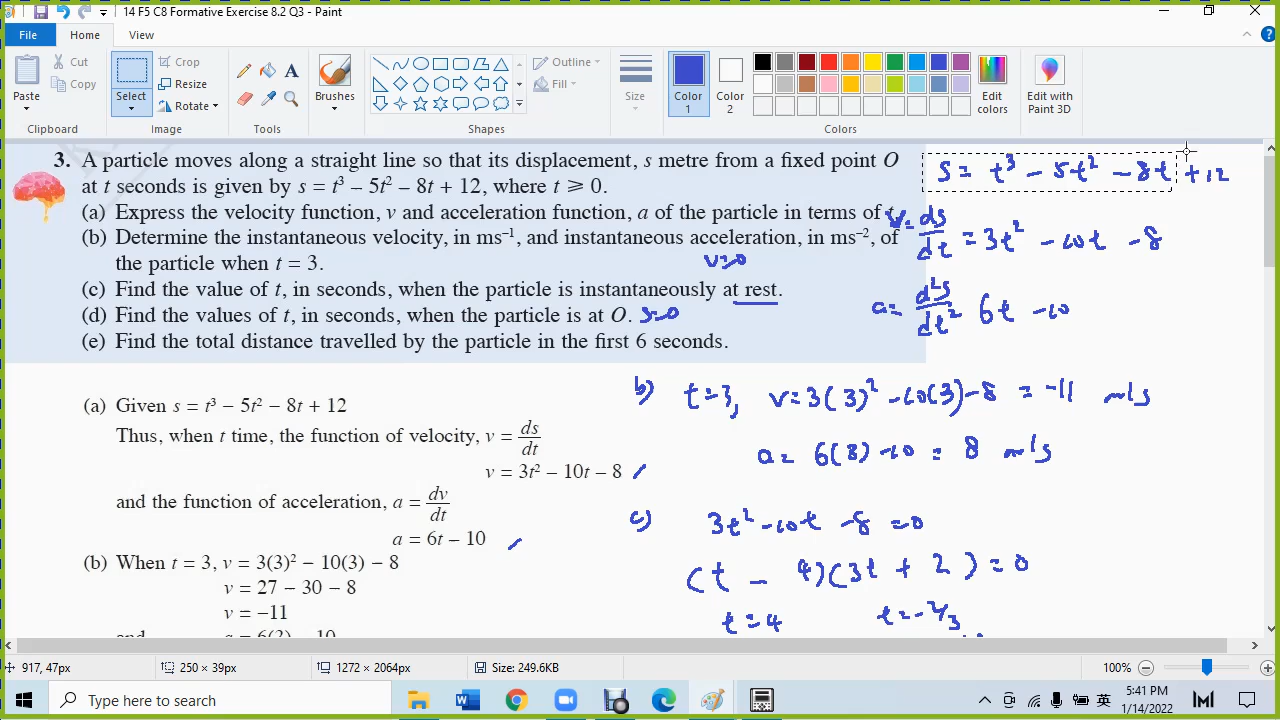 14 F5 C8 Formative Exercise 8.2 Q3 - Paint
File Home View
Paste Cut Copy Select Crop Resize Rotate Brushes Outline Fill Size Color 1 Color 2 Edit colors Edit with Paint 3D
Clipboard Image Tools Shapes Colors
3. A particle moves along a straight line so that its displacement, s metre from a fixed point O
at t seconds is given by s = t³ − 5t² − 8t + 12, where t ⩾ 0.
(a) Express the velocity function, v and acceleration function, a of the particle in terms of t.
(b) Determine the instantaneous velocity, in ms⁻¹, and instantaneous acceleration, in ms⁻², of
the particle when t = 3.
v=0
(c) Find the value of t, in seconds, when the particle is instantaneously at rest.
(d) Find the values of t, in seconds, when the particle is at O. s=0
(e) Find the total distance travelled by the particle in the first 6 seconds.
s = t³ − 5t² − 8t + 12
v = ds/dt = 3t² − 10t − 8
a = d²s/dt² 6t − 10
b) t=3, v = 3(3)² − 10(3) − 8 = −11 m/s
a = 6(3) − 10 = 8 m/s
c) 3t² − 10t − 8 = 0
(t − 4)(3t + 2) = 0
t = 4 t = −2/3
(a) Given s = t³ − 5t² − 8t + 12
Thus, when t time, the function of velocity, v = ds/dt
v = 3t² − 10t − 8
and the function of acceleration, a = dv/dt
a = 6t − 10
(b) When t = 3, v = 3(3)² − 10(3) − 8
v = 27 − 30 − 8
v = −11
and a = 6(3) − 10
917, 47px 250 × 39px 1272 × 2064px Size: 249.6KB 100%
Type here to search
英
5:41 PM
1/14/2022